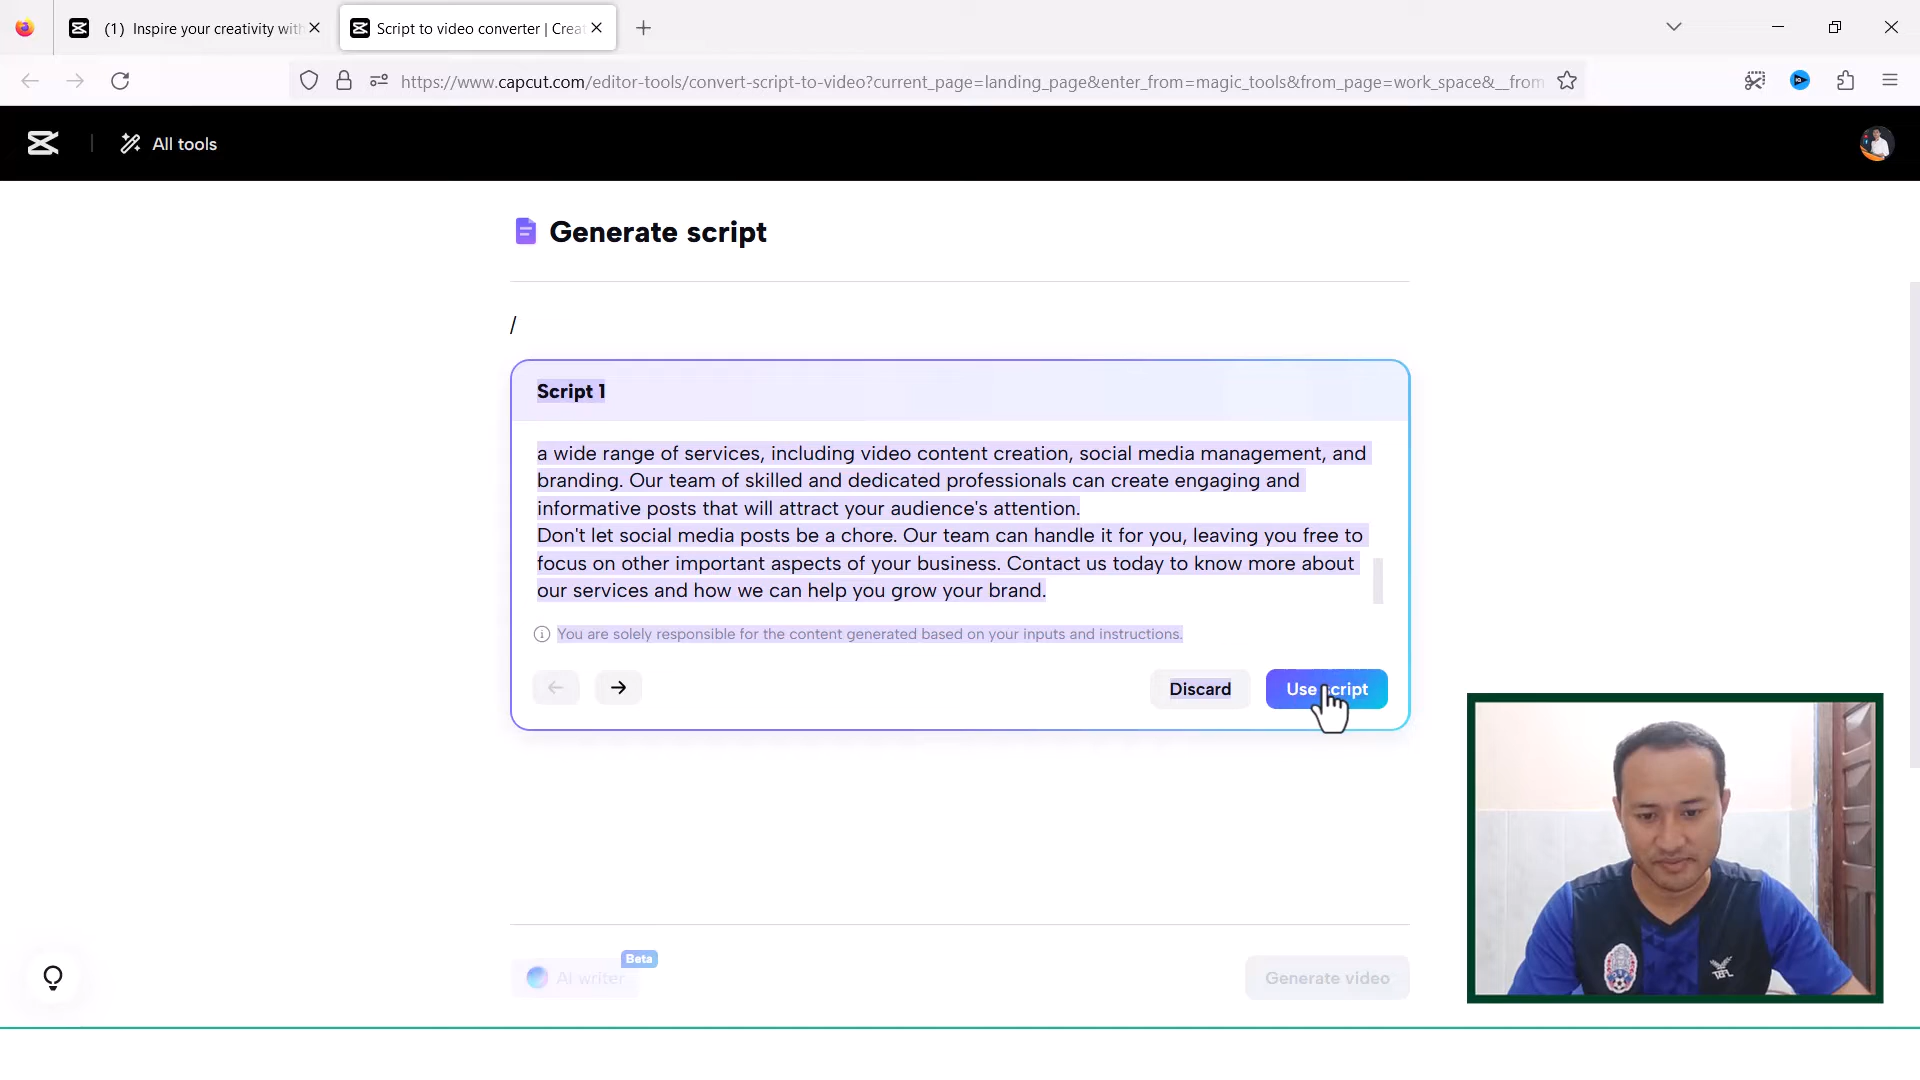 (1) Inspire your creativity with
Script to video converter | Crea
https://www.capcut.com/editor-tools/convert-script-to-video?current_page=landing_page&enter_from=magic_tools&from_page=work_space&__from
All tools
Generate script
/
Script 1
a wide range of services, including video content creation, social media management, and
branding. Our team of skilled and dedicated professionals can create engaging and
informative posts that will attract your audience's attention.
Don't let social media posts be a chore. Our team can handle it for you, leaving you free to
focus on other important aspects of your business. Contact us today to know more about
our services and how we can help you grow your brand.
You are solely responsible for the content generated based on your inputs and instructions.
Discard
Use script
Beta
AI writer
Generate video